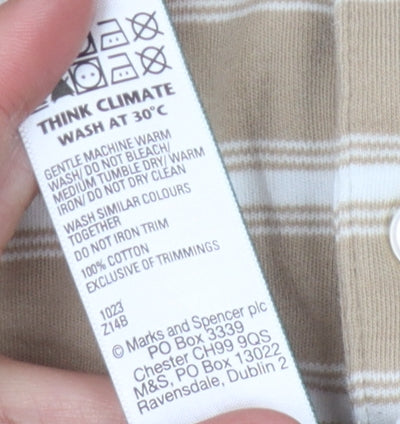 THINK CLIMATE
WASH AT 30°C
GENTLE MACHINE WARM
WASH/DO NOT BLEACH/
MEDIUM TUMBLE DRY/WARM
IRON/DO NOT DRY CLEAN
WASH SIMILAR COLOURS
TOGETHER
DO NOT IRON TRIM
100% COTTON
EXCLUSIVE OF TRIMMINGS
1023
Z14B
© Marks and Spencer plc
PO Box 3339
Chester CH99 9QS
M&S, PO Box 13022
Ravensdale, Dublin 2